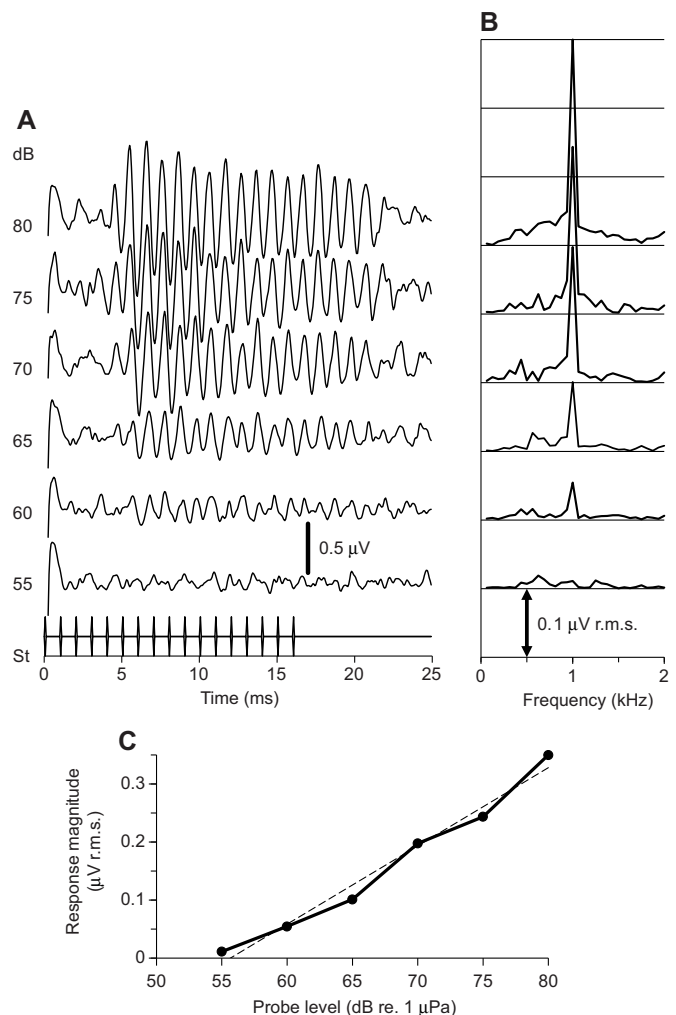 A
dB
80
75
70
65
60
55
0.5 µV
St
0 5 10 15 20 25
Time (ms)
B
0.1 µV r.m.s.
0 1 2
Frequency (kHz)
C
Response magnitude
(µV r.m.s.)
0.3
0.2
0.1
0
50 55 60 65 70 75 80
Probe level (dB re. 1 µPa)